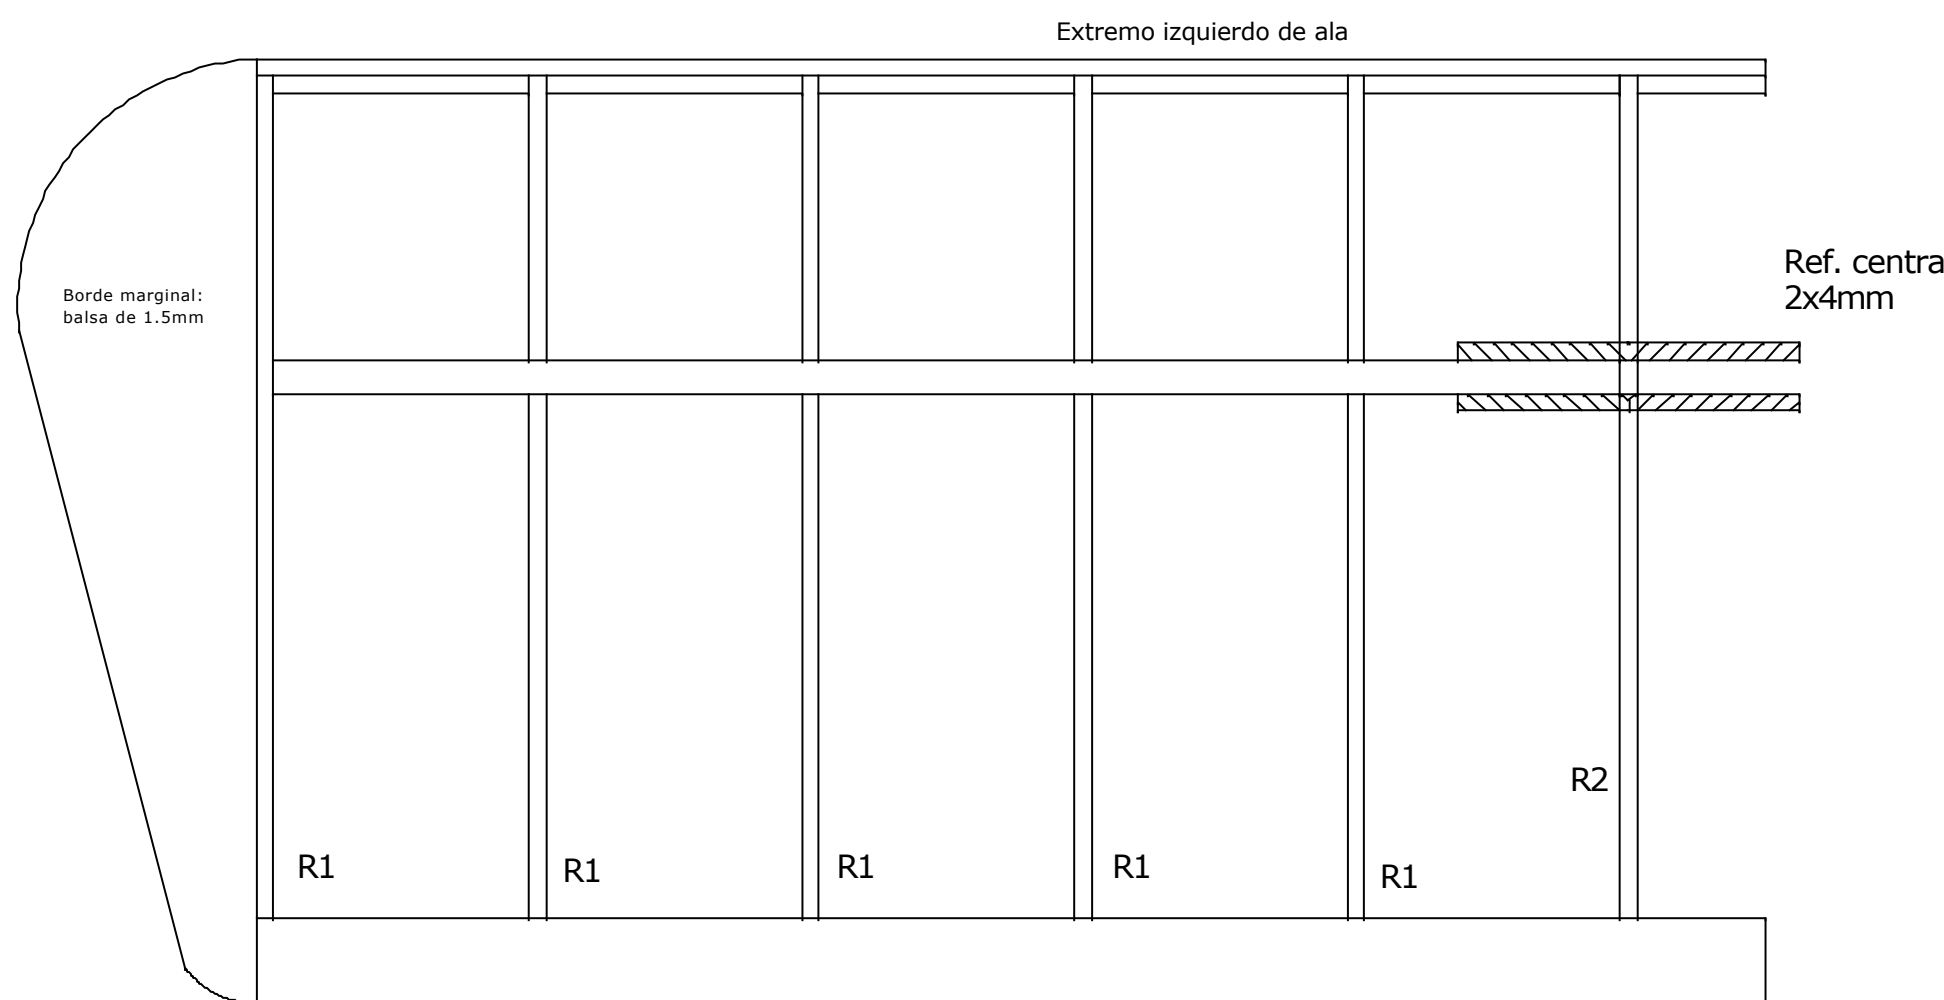 Extremo izquierdo de ala
Ref. centra
2x4mm
Borde marginal:
balsa de 1.5mm
R2
R1
R1
R1
R1
R1